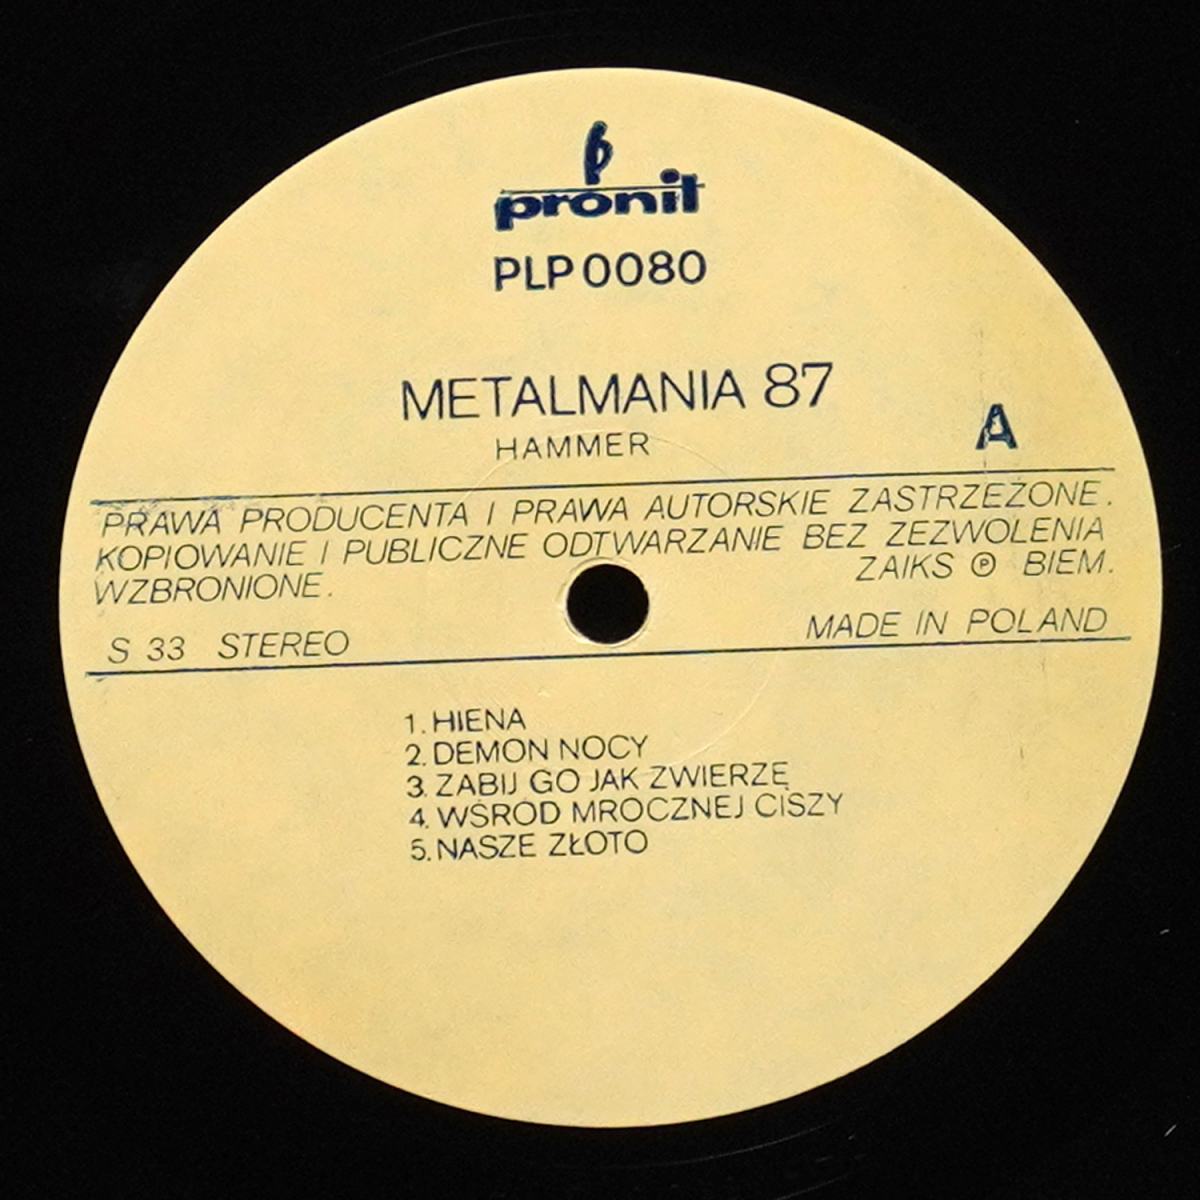 pronit
PLP 0080
METALMANIA 87
HAMMER
A
PRAWA PRODUCENTA I PRAWA AUTORSKIE ZASTRZEŻONE.
KOPIOWANIE I PUBLICZNE ODTWARZANIE BEZ ZEZWOLENIA
WZBRONIONE.
ZAIKS ℗ BIEM.
S 33 STEREO
MADE IN POLAND
1. HIENA
2. DEMON NOCY
3. ZABIJ GO JAK ZWIERZĘ
4. WŚRÓD MROCZNEJ CISZY
5. NASZE ZŁOTO